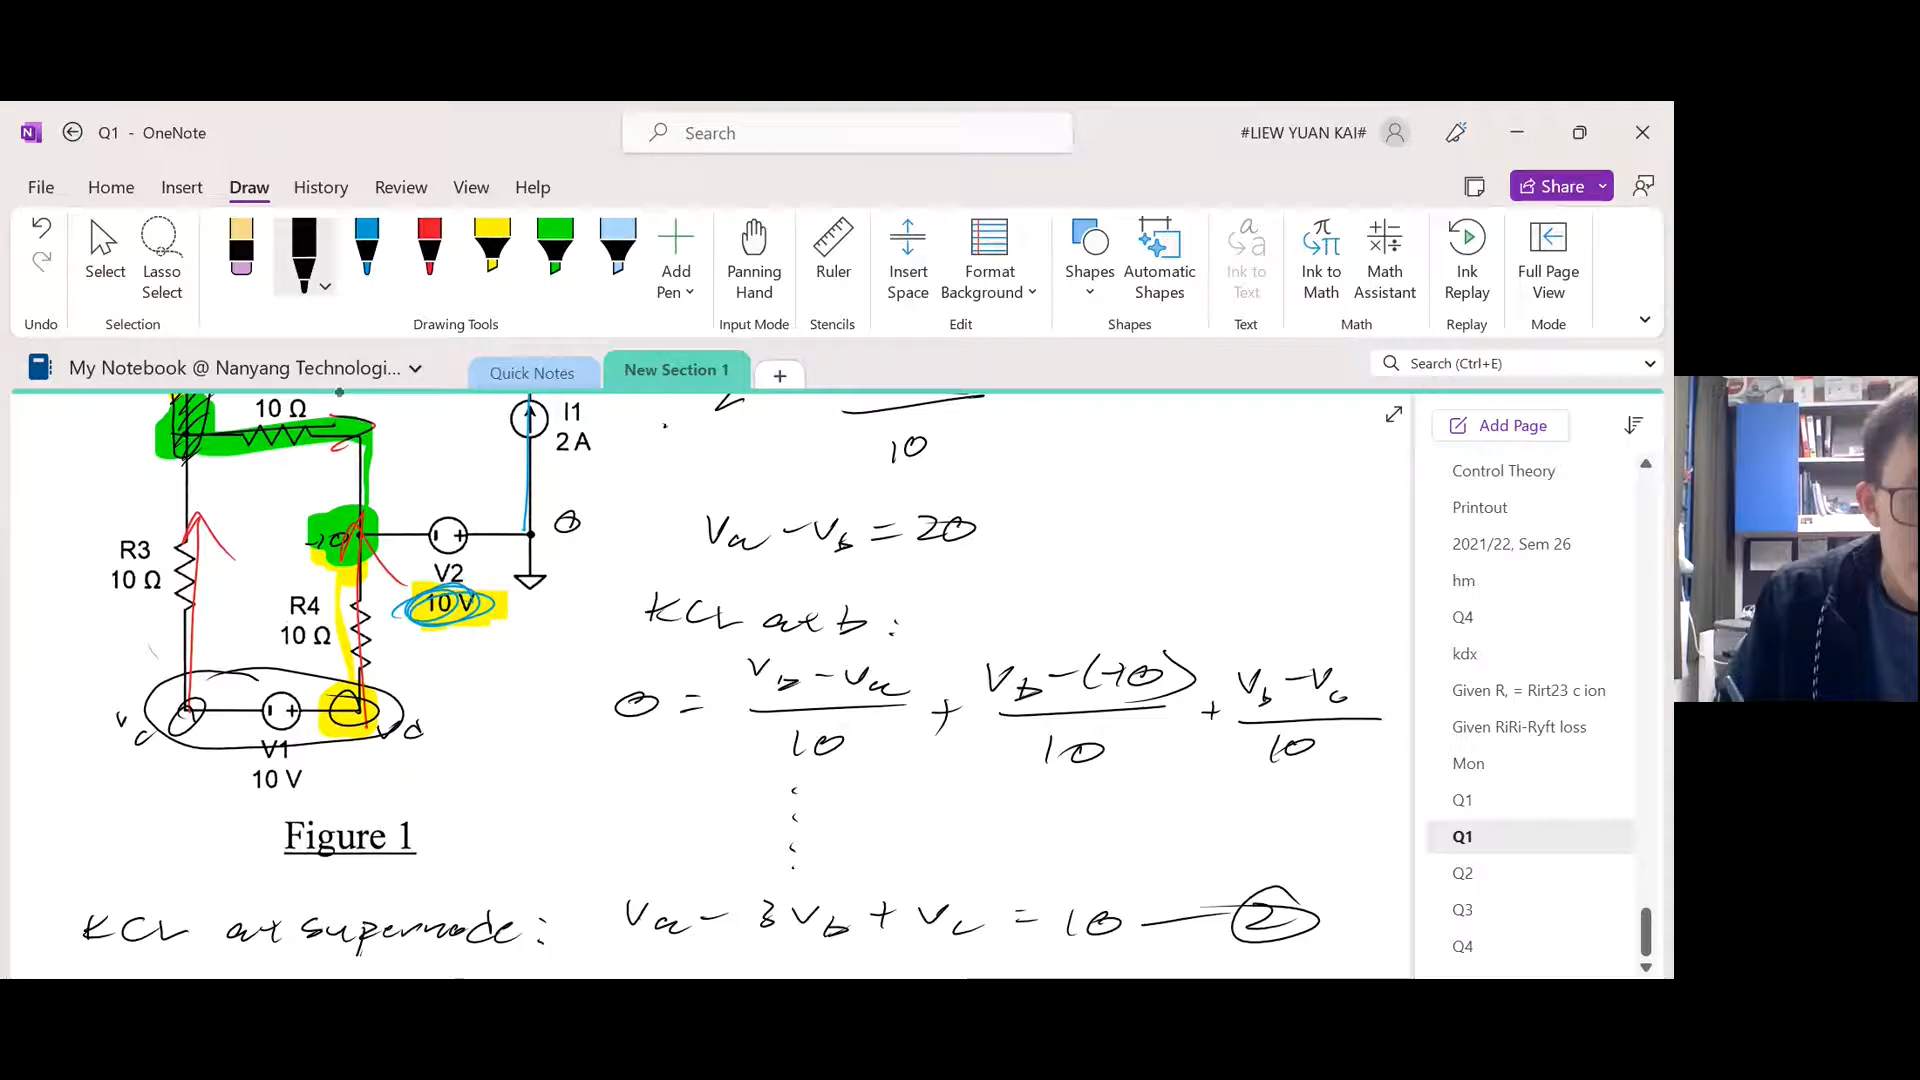 Q1 - OneNote
Search
#LIEW YUAN KAI#
File Home Insert Draw History Review View Help
Share
Select
Lasso Select
Add Pen
Panning Hand
Ruler
Insert Space
Format Background
Shapes
Automatic Shapes
Ink to Text
Ink to Math
Math Assistant
Ink Replay
Full Page View
Undo
Selection
Drawing Tools
Input Mode
Stencils
Edit
Shapes
Text
Math
Replay
Mode
My Notebook @ Nanyang Technologi...
Quick Notes
New Section 1
Search (Ctrl+E)
10 Ω
I1
2 A
0
R3
10 Ω
-10
V2
10 V
R4
10 Ω
Vc
Vd
V1
10 V
Figure 1
10
Va - Vb = 20
KCL at b:
0 = (Vb - Va)/10 + (Vb - (-10))/10 + (Vb - Vc)/10
Va - 3Vb + Vc = 10 — 2
KCL at supernode:
Add Page
Control Theory
Printout
2021/22, Sem 26
hm
Q4
kdx
Given R, = Rirt23 c ion
Given RiRi-Ryft loss
Mon
Q1
Q1
Q2
Q3
Q4